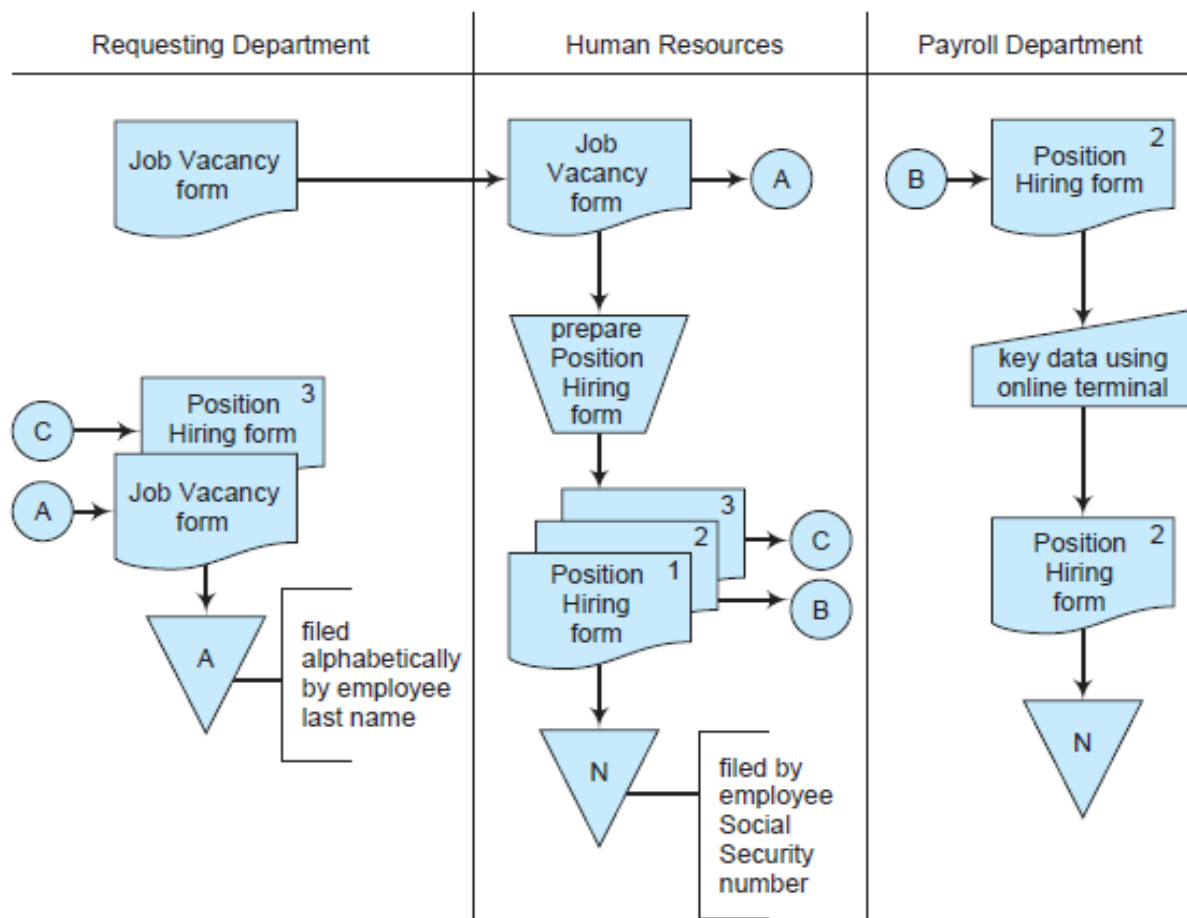 Requesting Department
Human Resources
Payroll Department
Job Vacancy
form
Job
Vacancy
form
A
B
2
Position
Hiring form
prepare
Position
Hiring
form
key data using
online terminal
C
3
Position
Hiring form
A
Job Vacancy
form
3
2
1
Position
Hiring
form
C
B
2
Position
Hiring
form
A
filed
alphabetically
by employee
last name
N
filed by
employee
Social
Security
number
N